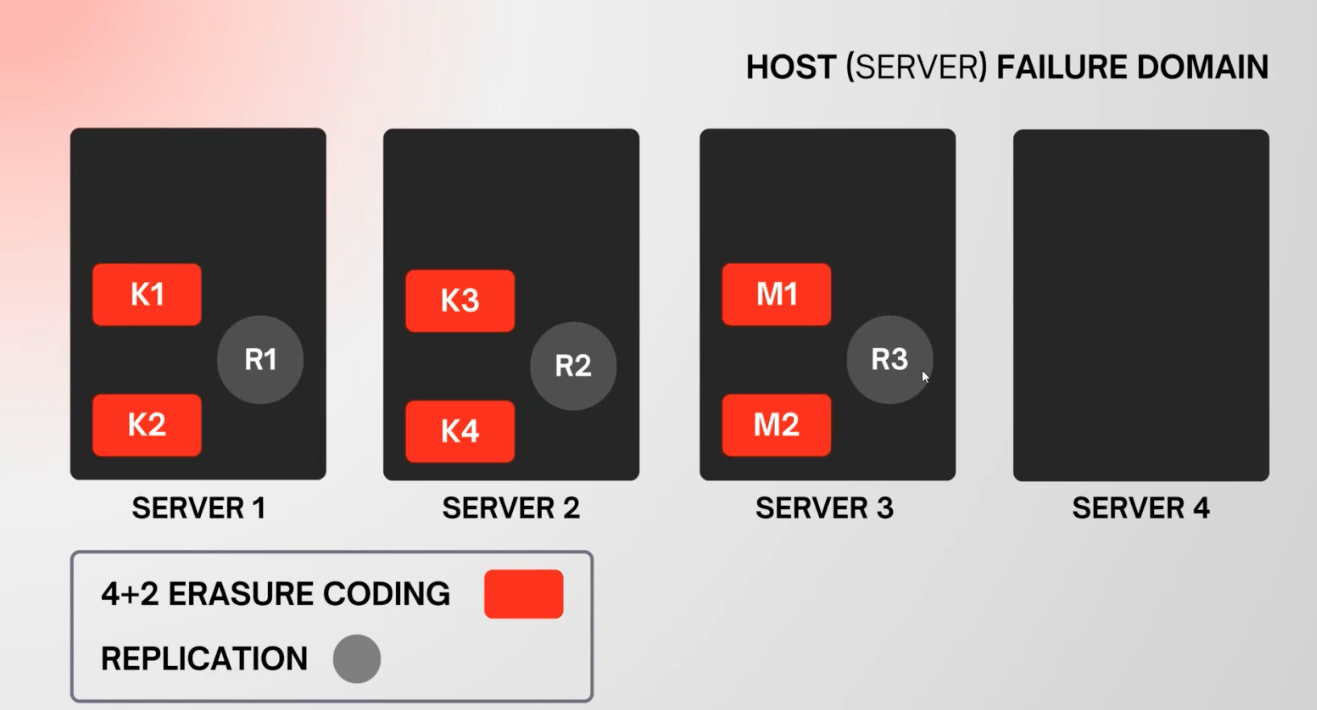 HOST (SERVER) FAILURE DOMAIN
K1
R1
K2
K3
R2
K4
M1
R3
M2
SERVER 1
SERVER 2
SERVER 3
SERVER 4
4+2 ERASURE CODING
REPLICATION